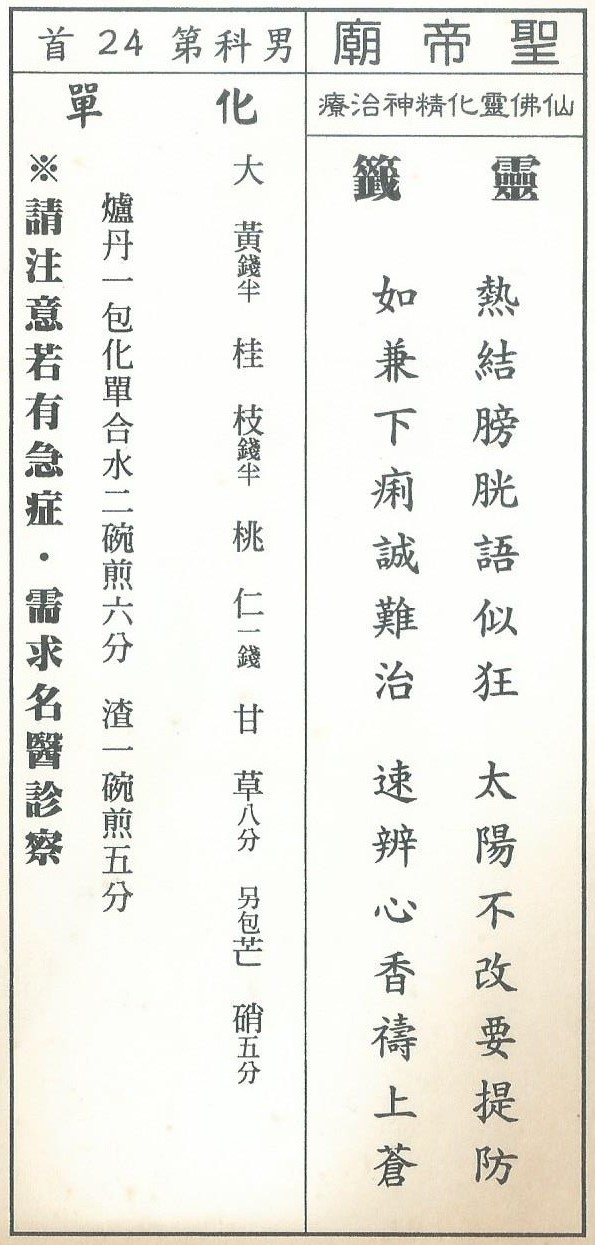 聖帝廟
仙佛靈化精神治療
靈籤
熱結膀胱語似狂　太陽不改要提防
如兼下痢誠難治　速辨心香禱上蒼
男科第24首
化單
大黃錢半　桂枝錢半　桃仁一錢　甘草八分　另包芒硝五分
爐丹一包化單合水二碗煎六分　渣一碗煎五分
※請注意若有急症．需求名醫診察